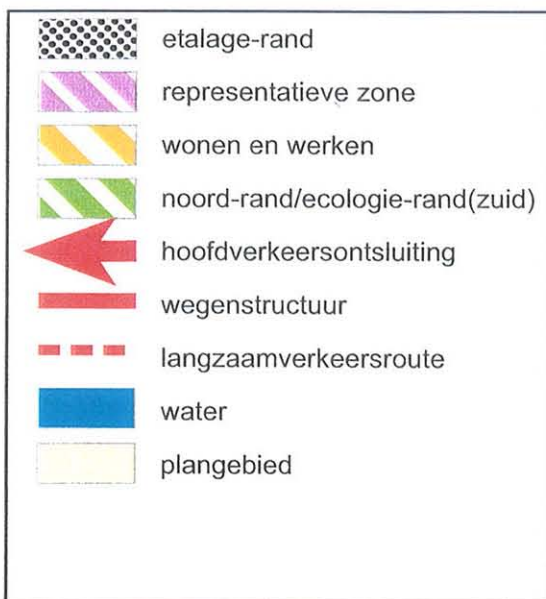 etalage-rand
representatieve zone
wonen en werken
noord-rand/ecologie-rand(zuid)
hoofdverkeersontsluiting
wegenstructuur
langzaamverkeersroute
water
plangebied